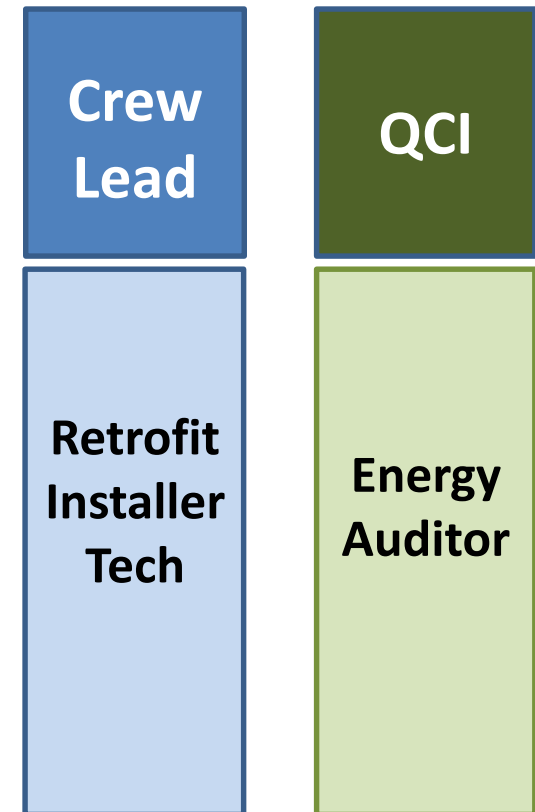 Crew
Lead
QCI
Retrofit
Installer
Tech
Energy
Auditor